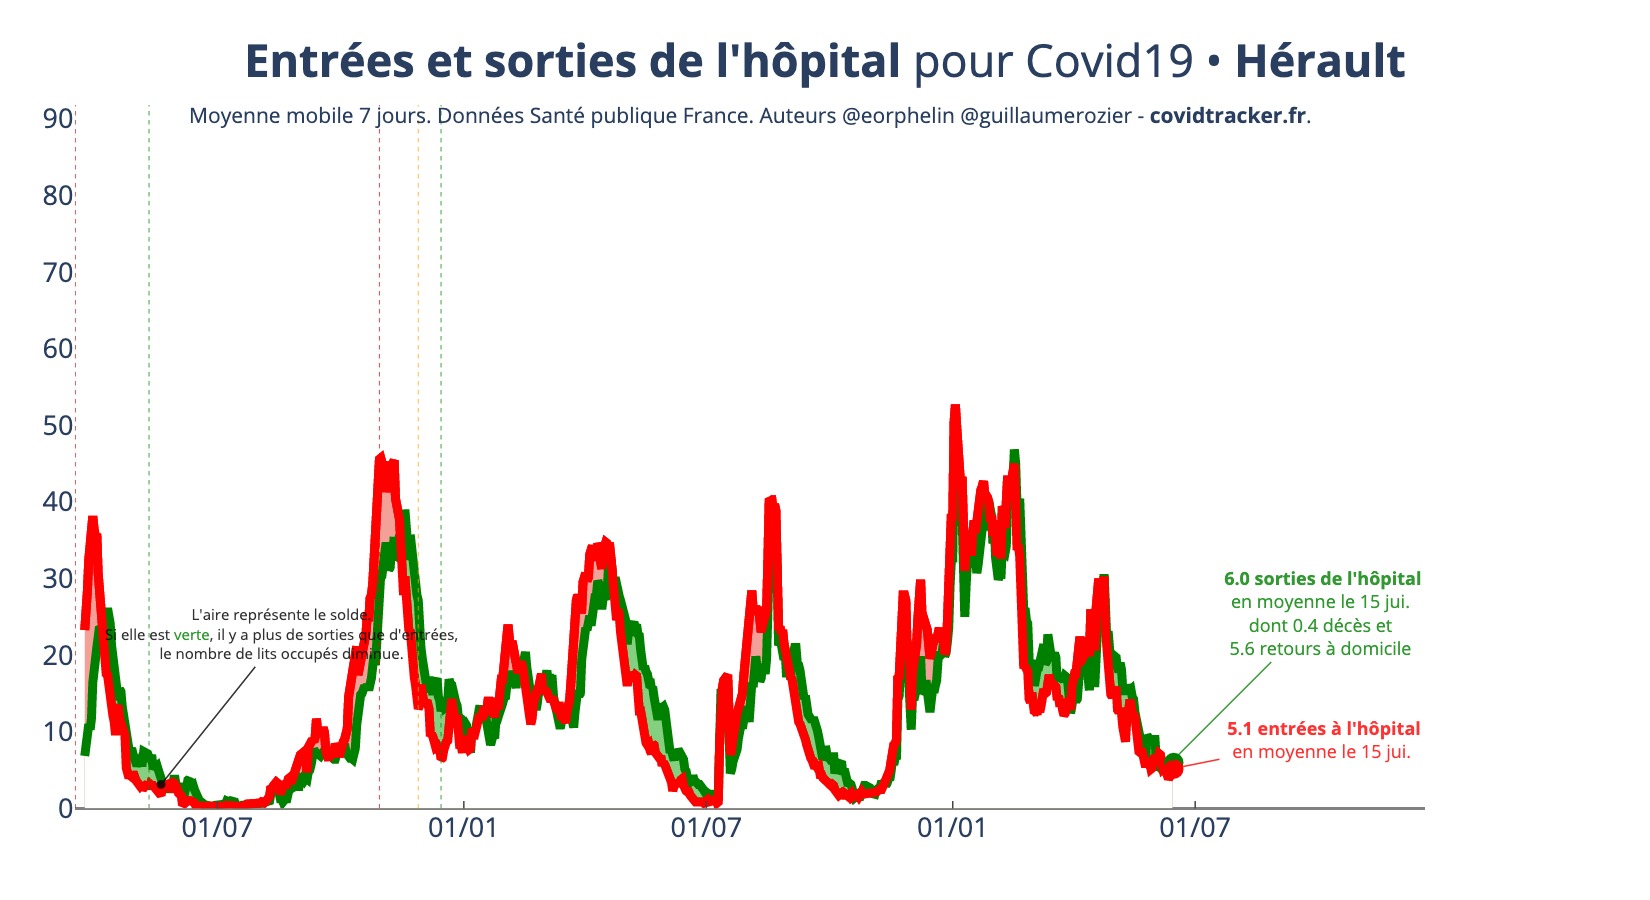 Entrées et sorties de l'hôpital pour Covid19 • Hérault
Moyenne mobile 7 jours. Données Santé publique France. Auteurs @eorphelin @guillaumerozier - covidtracker.fr.
90
80
70
60
50
40
30
20
10
0
L'aire représente le solde.
Si elle est verte, il y a plus de sorties que d'entrées,
le nombre de lits occupés diminue.
6.0 sorties de l'hôpital
en moyenne le 15 jui.
dont 0.4 décès et
5.6 retours à domicile
5.1 entrées à l'hôpital
en moyenne le 15 jui.
01/07
01/01
01/07
01/01
01/07